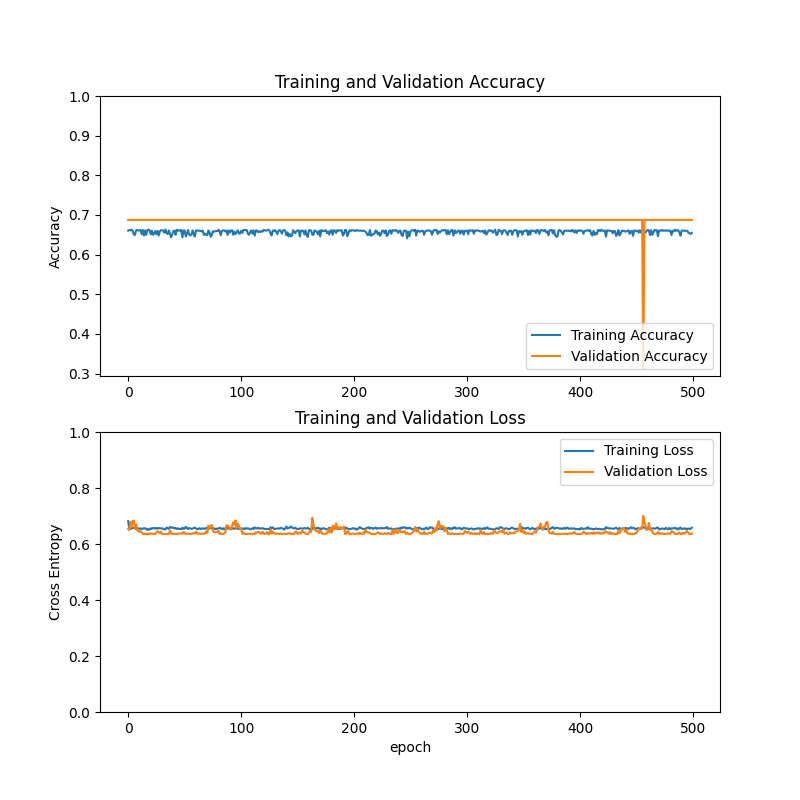 Training and Validation Accuracy
1.0
0.9
0.8
0.7
0.6
0.5
0.4
0.3
Accuracy
Training Accuracy
Validation Accuracy
0 100 200 300 400 500
Training and Validation Loss
1.0
0.8
0.6
0.4
0.2
0.0
Cross Entropy
Training Loss
Validation Loss
0 100 200 300 400 500
epoch